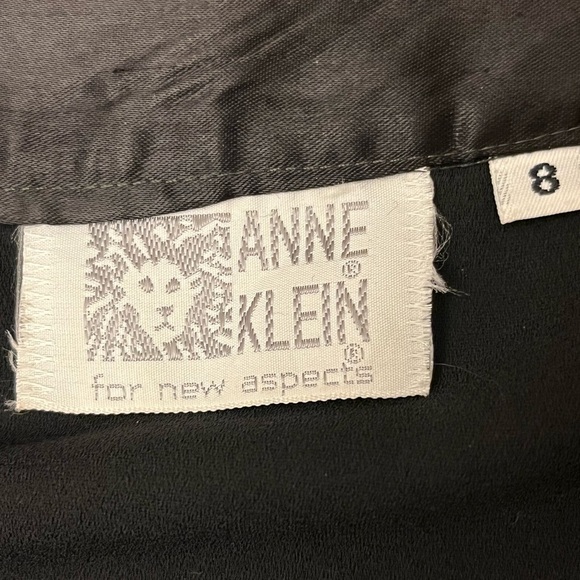 ANNE
KLEIN®
®
for new aspects
8